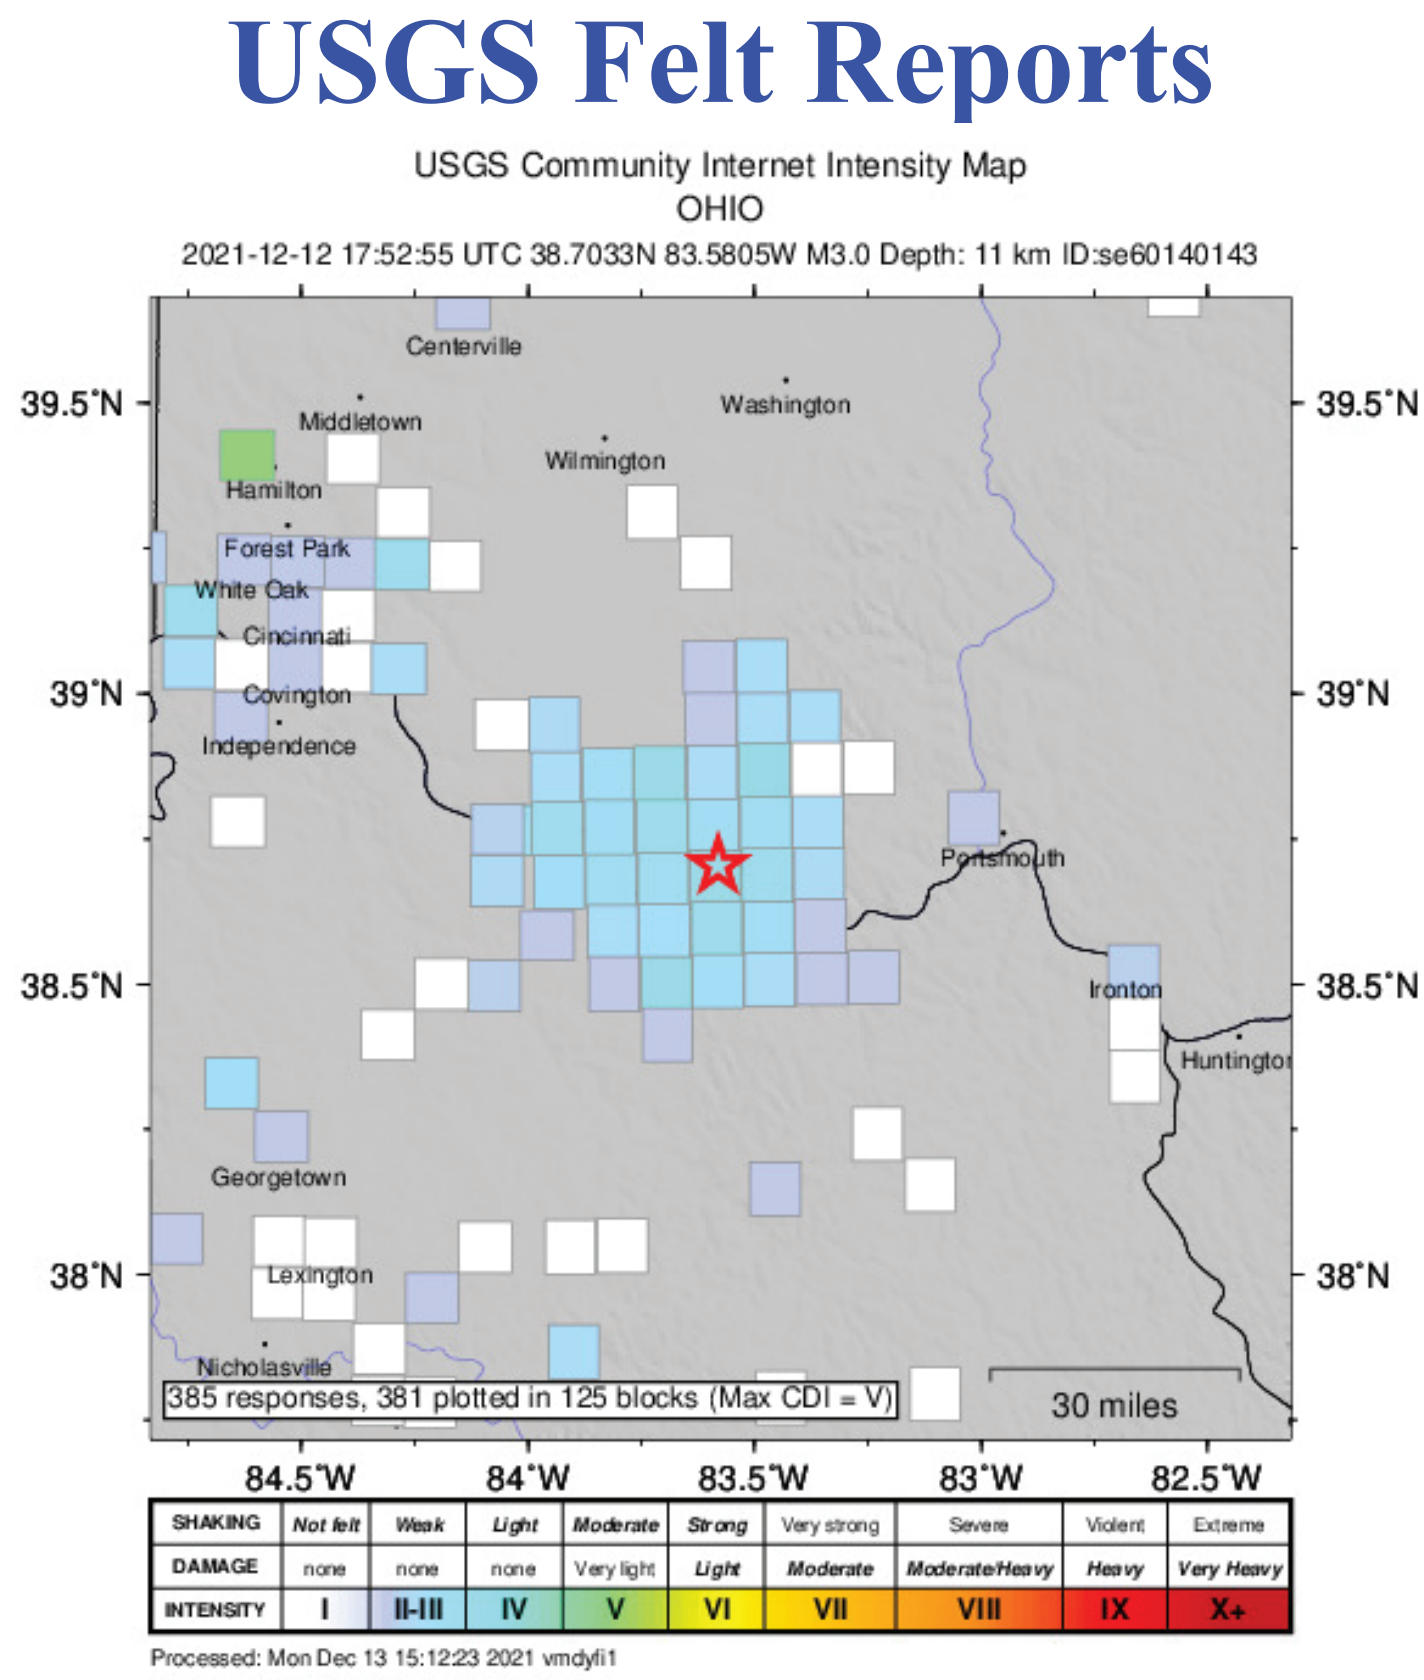 USGS Felt Reports
USGS Community Internet Intensity Map
OHIO
2021-12-12 17:52:55 UTC 38.7033N 83.5805W M3.0 Depth: 11 km ID:se60140143
Centerville
39.5°N
Washington
39.5°N
Middletown
Wilmington
Hamilton
Forest Park
White Oak
Cincinnati
39°N
Covington
39°N
Independence
Portsmouth
38.5°N
Ironton
38.5°N
Huntington
Georgetown
38°N
Lexington
38°N
Nicholasville
385 responses, 381 plotted in 125 blocks (Max CDI = V)
30 miles
84.5°W 84°W 83.5°W 83°W 82.5°W
SHAKING Not felt Weak Light Moderate Strong Very strong Severe Violent Extreme
DAMAGE none none none Very light Light Moderate Moderate/Heavy Heavy Very Heavy
INTENSITY I II-III IV V VI VII VIII IX X+
Processed: Mon Dec 13 15:12:23 2021 vmdyfi1